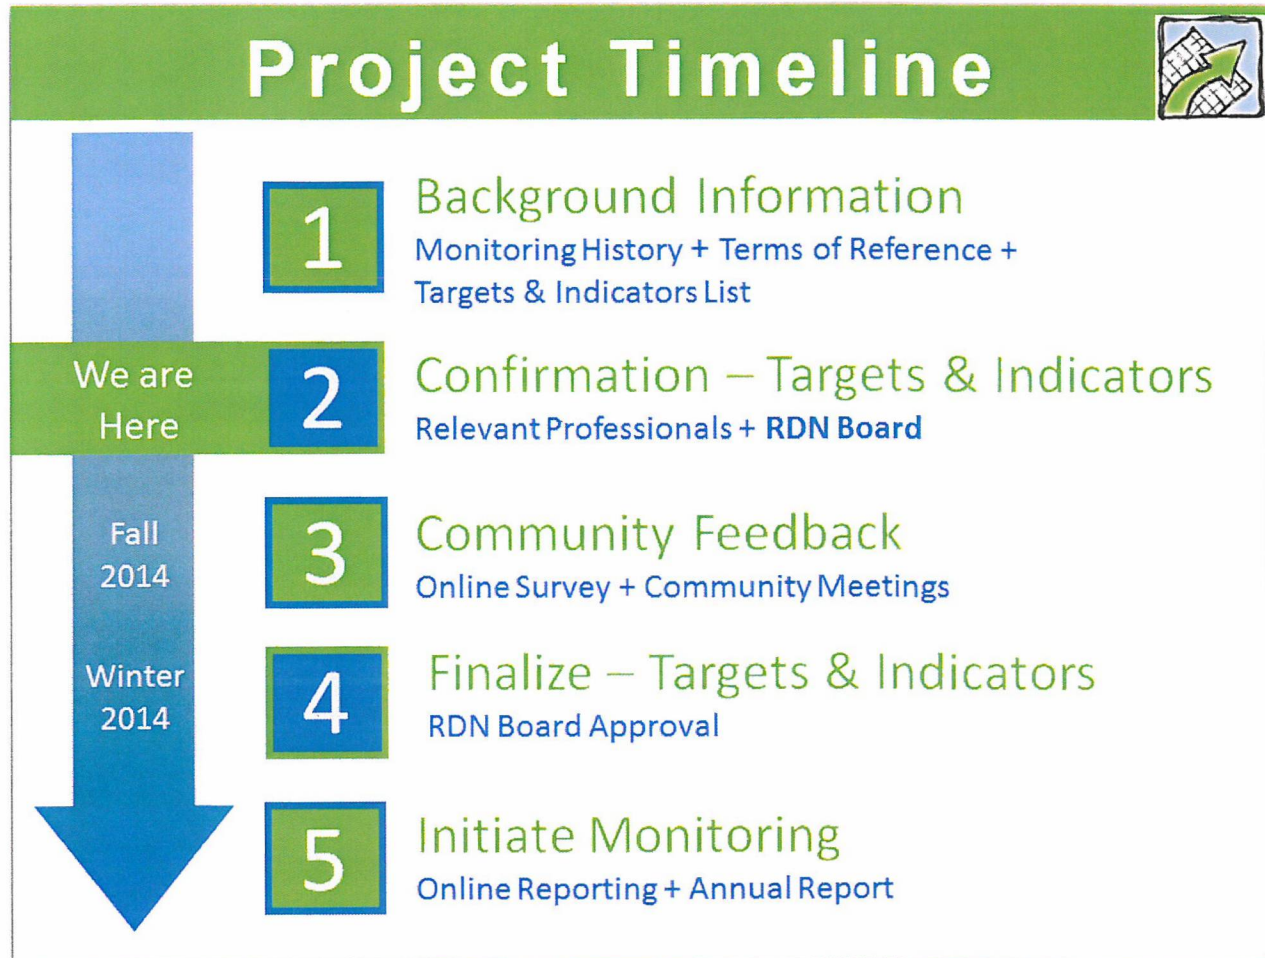 Project Timeline
1
Background Information
Monitoring History + Terms of Reference +
Targets & Indicators List
We are
Here
2
Confirmation – Targets & Indicators
Relevant Professionals + RDN Board
Fall
2014
3
Community Feedback
Online Survey + Community Meetings
Winter
2014
4
Finalize – Targets & Indicators
RDN Board Approval
5
Initiate Monitoring
Online Reporting + Annual Report